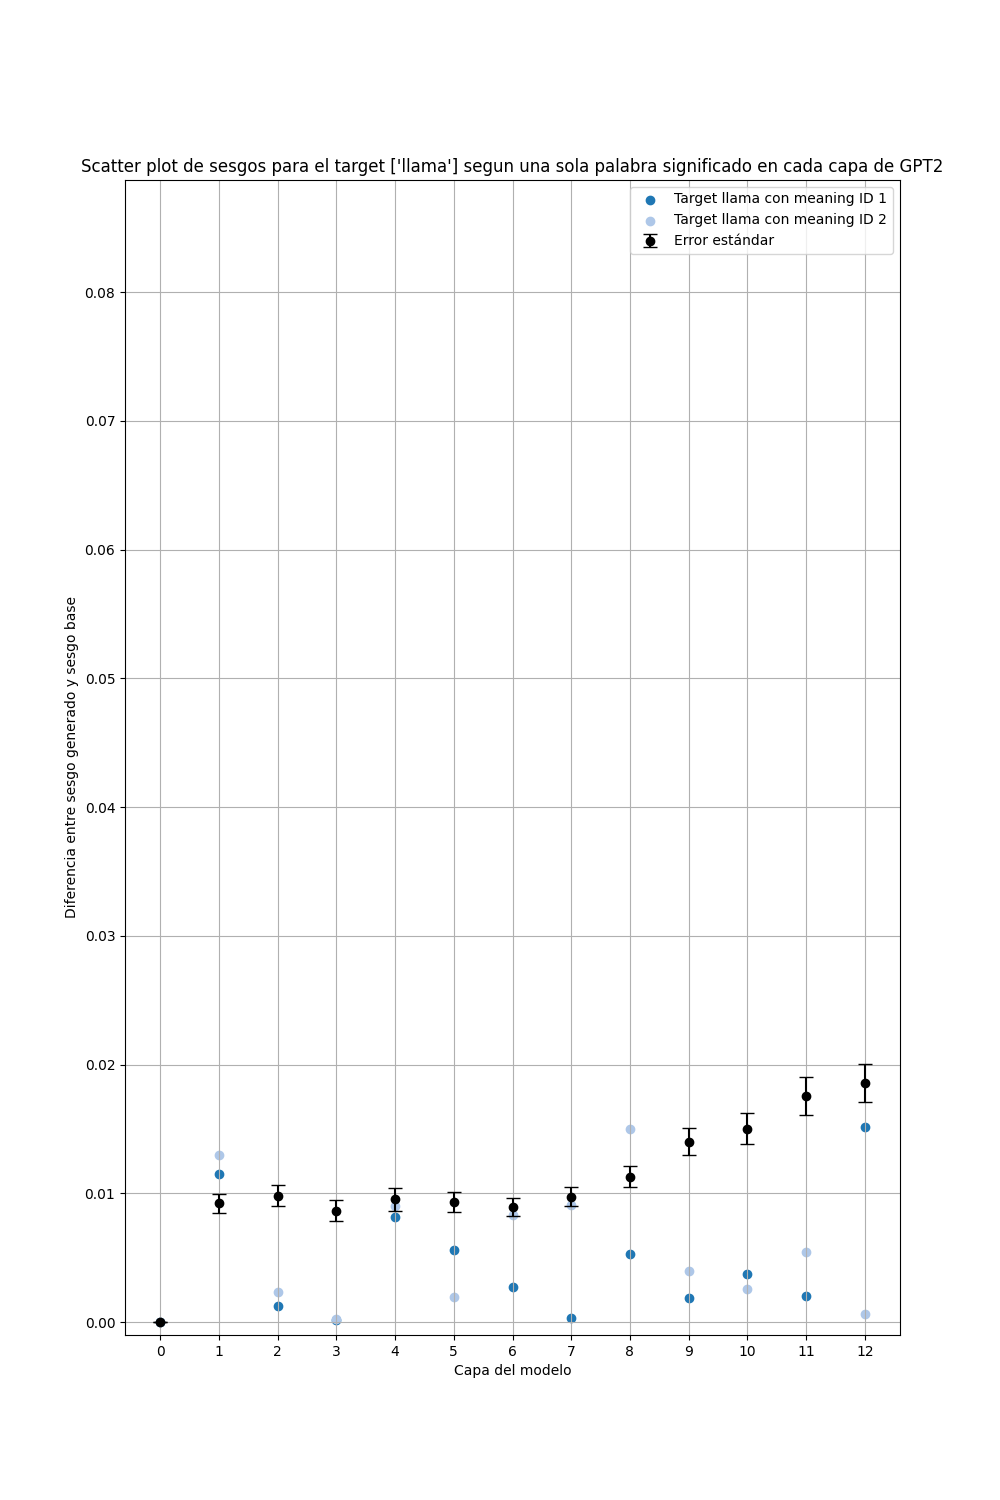 Scatter plot de sesgos para el target ['llama'] segun una sola palabra significado en cada capa de GPT2
Target llama con meaning ID 1
Target llama con meaning ID 2
Error estándar
0.08
0.07
0.06
0.05
0.04
0.03
0.02
0.01
0.00
Diferencia entre sesgo generado y sesgo base
0 1 2 3 4 5 6 7 8 9 10 11 12
Capa del modelo